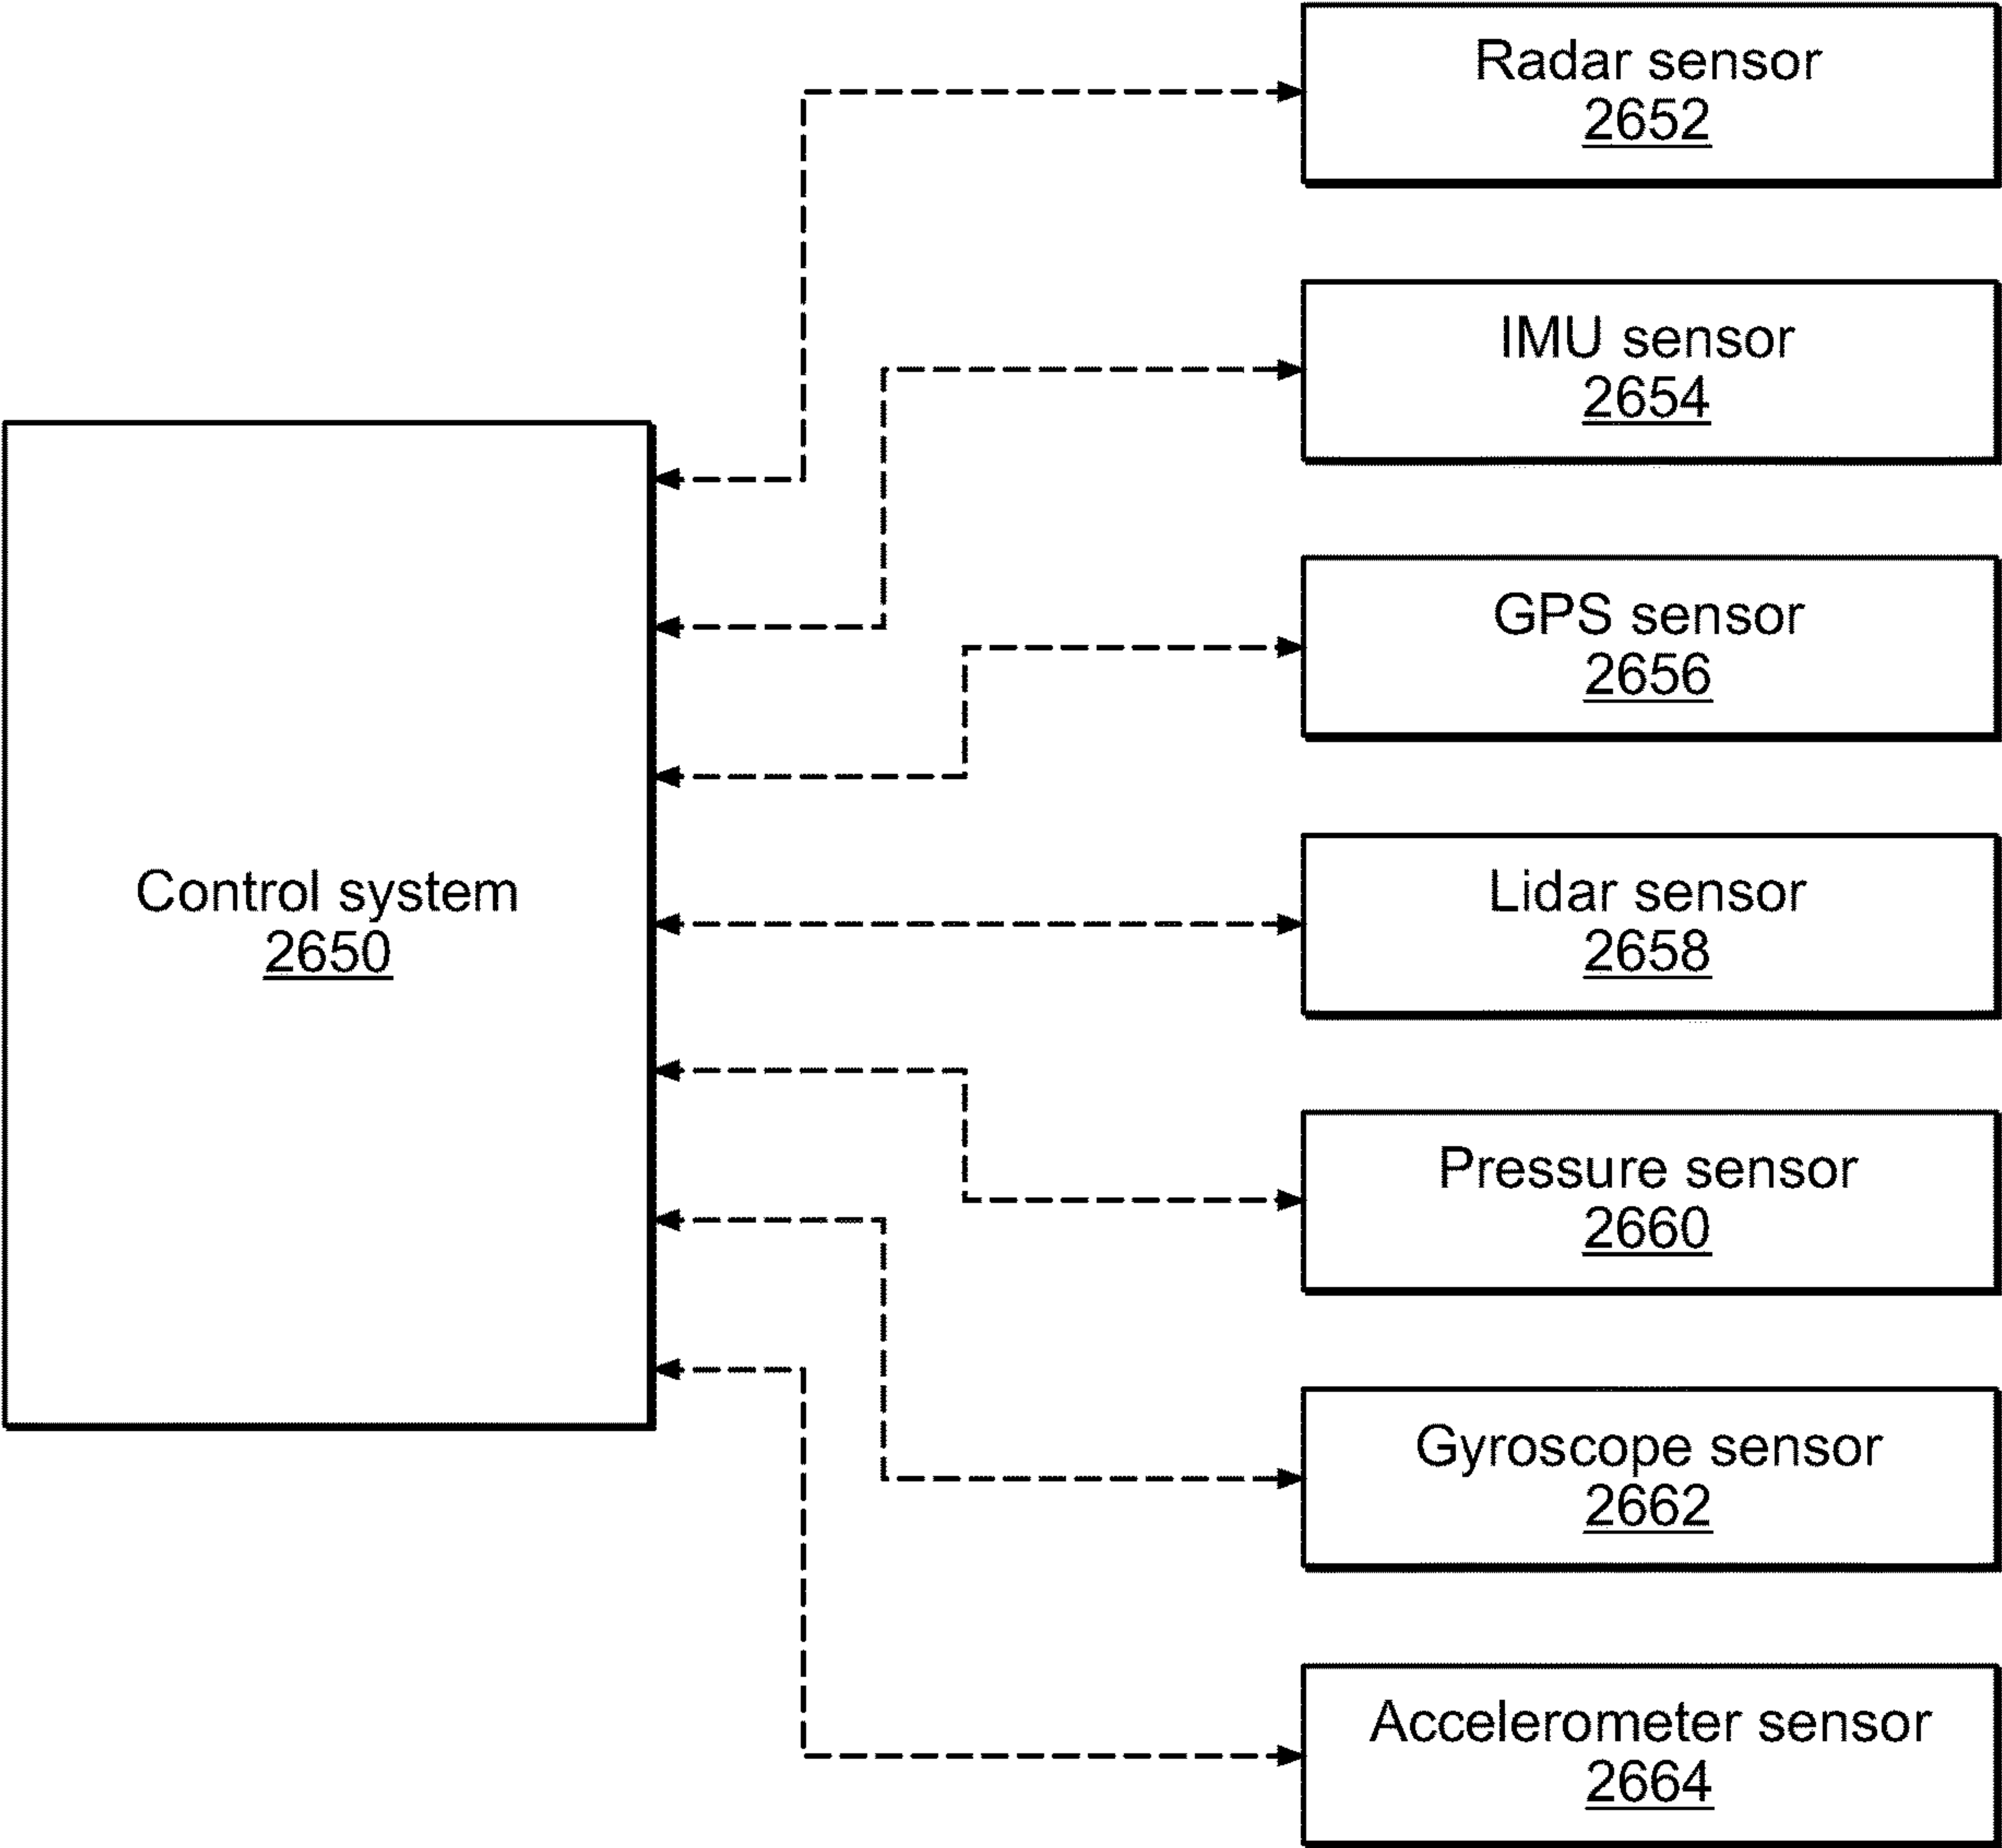 Radar sensor
2652
IMU sensor
2654
GPS sensor
2656
Control system
2650
Lidar sensor
2658
Pressure sensor
2660
Gyroscope sensor
2662
Accelerometer sensor
2664